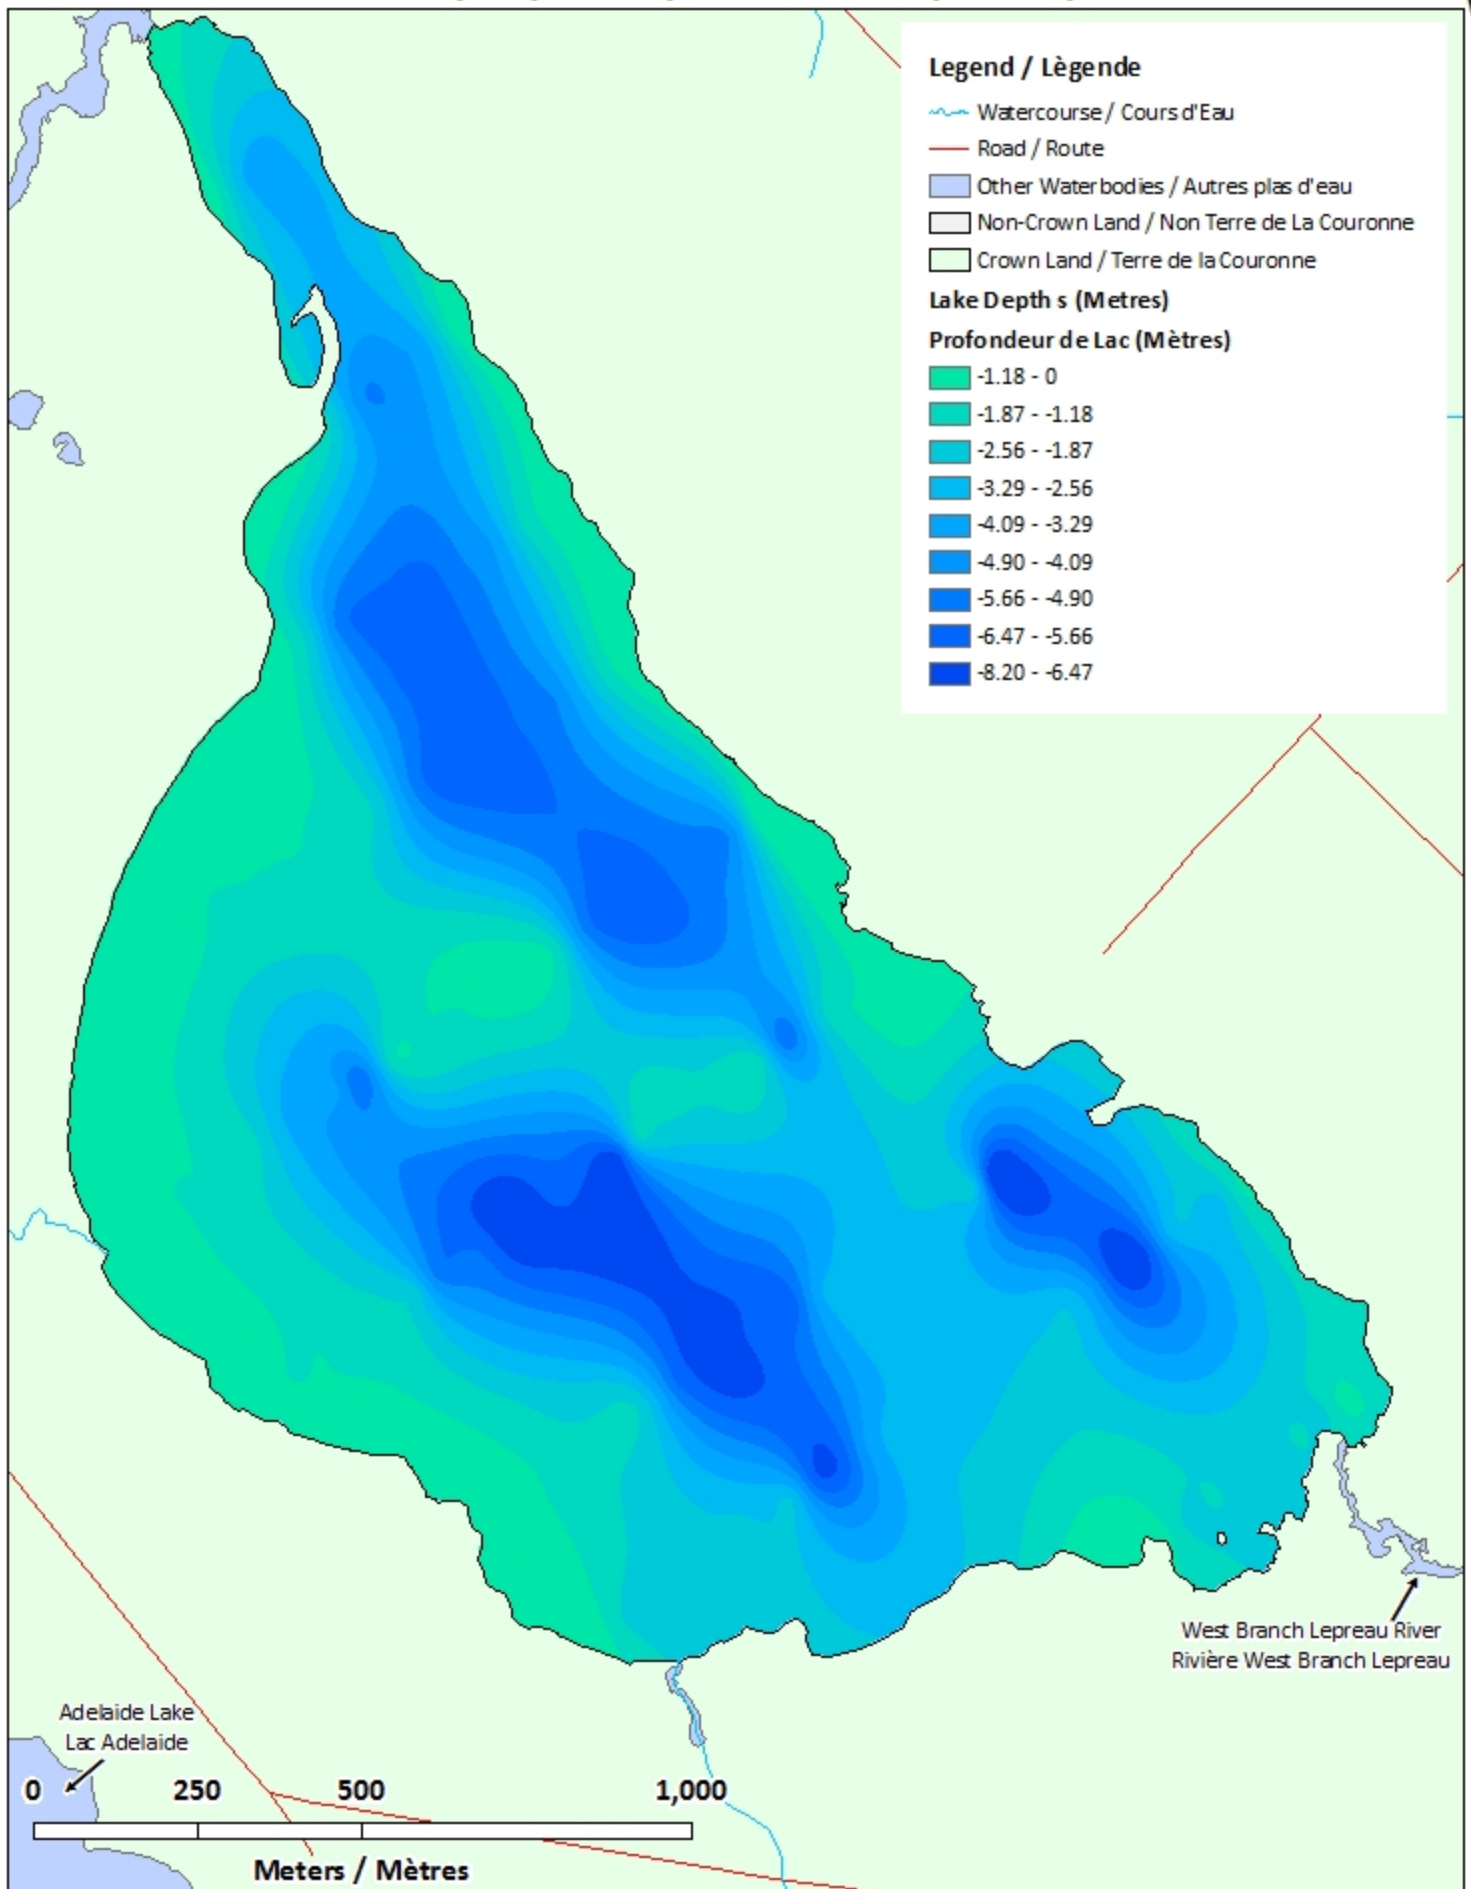 Legend / Lègende
Watercourse / Cours d'Eau
Road / Route
Other Waterbodies / Autres plas d'eau
Non-Crown Land / Non Terre de La Couronne
Crown Land / Terre de la Couronne
Lake Depth s (Metres)
Profondeur de Lac (Mètres)
-1.18 - 0
-1.87 - -1.18
-2.56 - -1.87
-3.29 - -2.56
-4.09 - -3.29
-4.90 - -4.09
-5.66 - -4.90
-6.47 - -5.66
-8.20 - -6.47
West Branch Lepreau River
Rivière West Branch Lepreau
Adelaide Lake
Lac Adelaide
0 250 500 1,000
Meters / Mètres